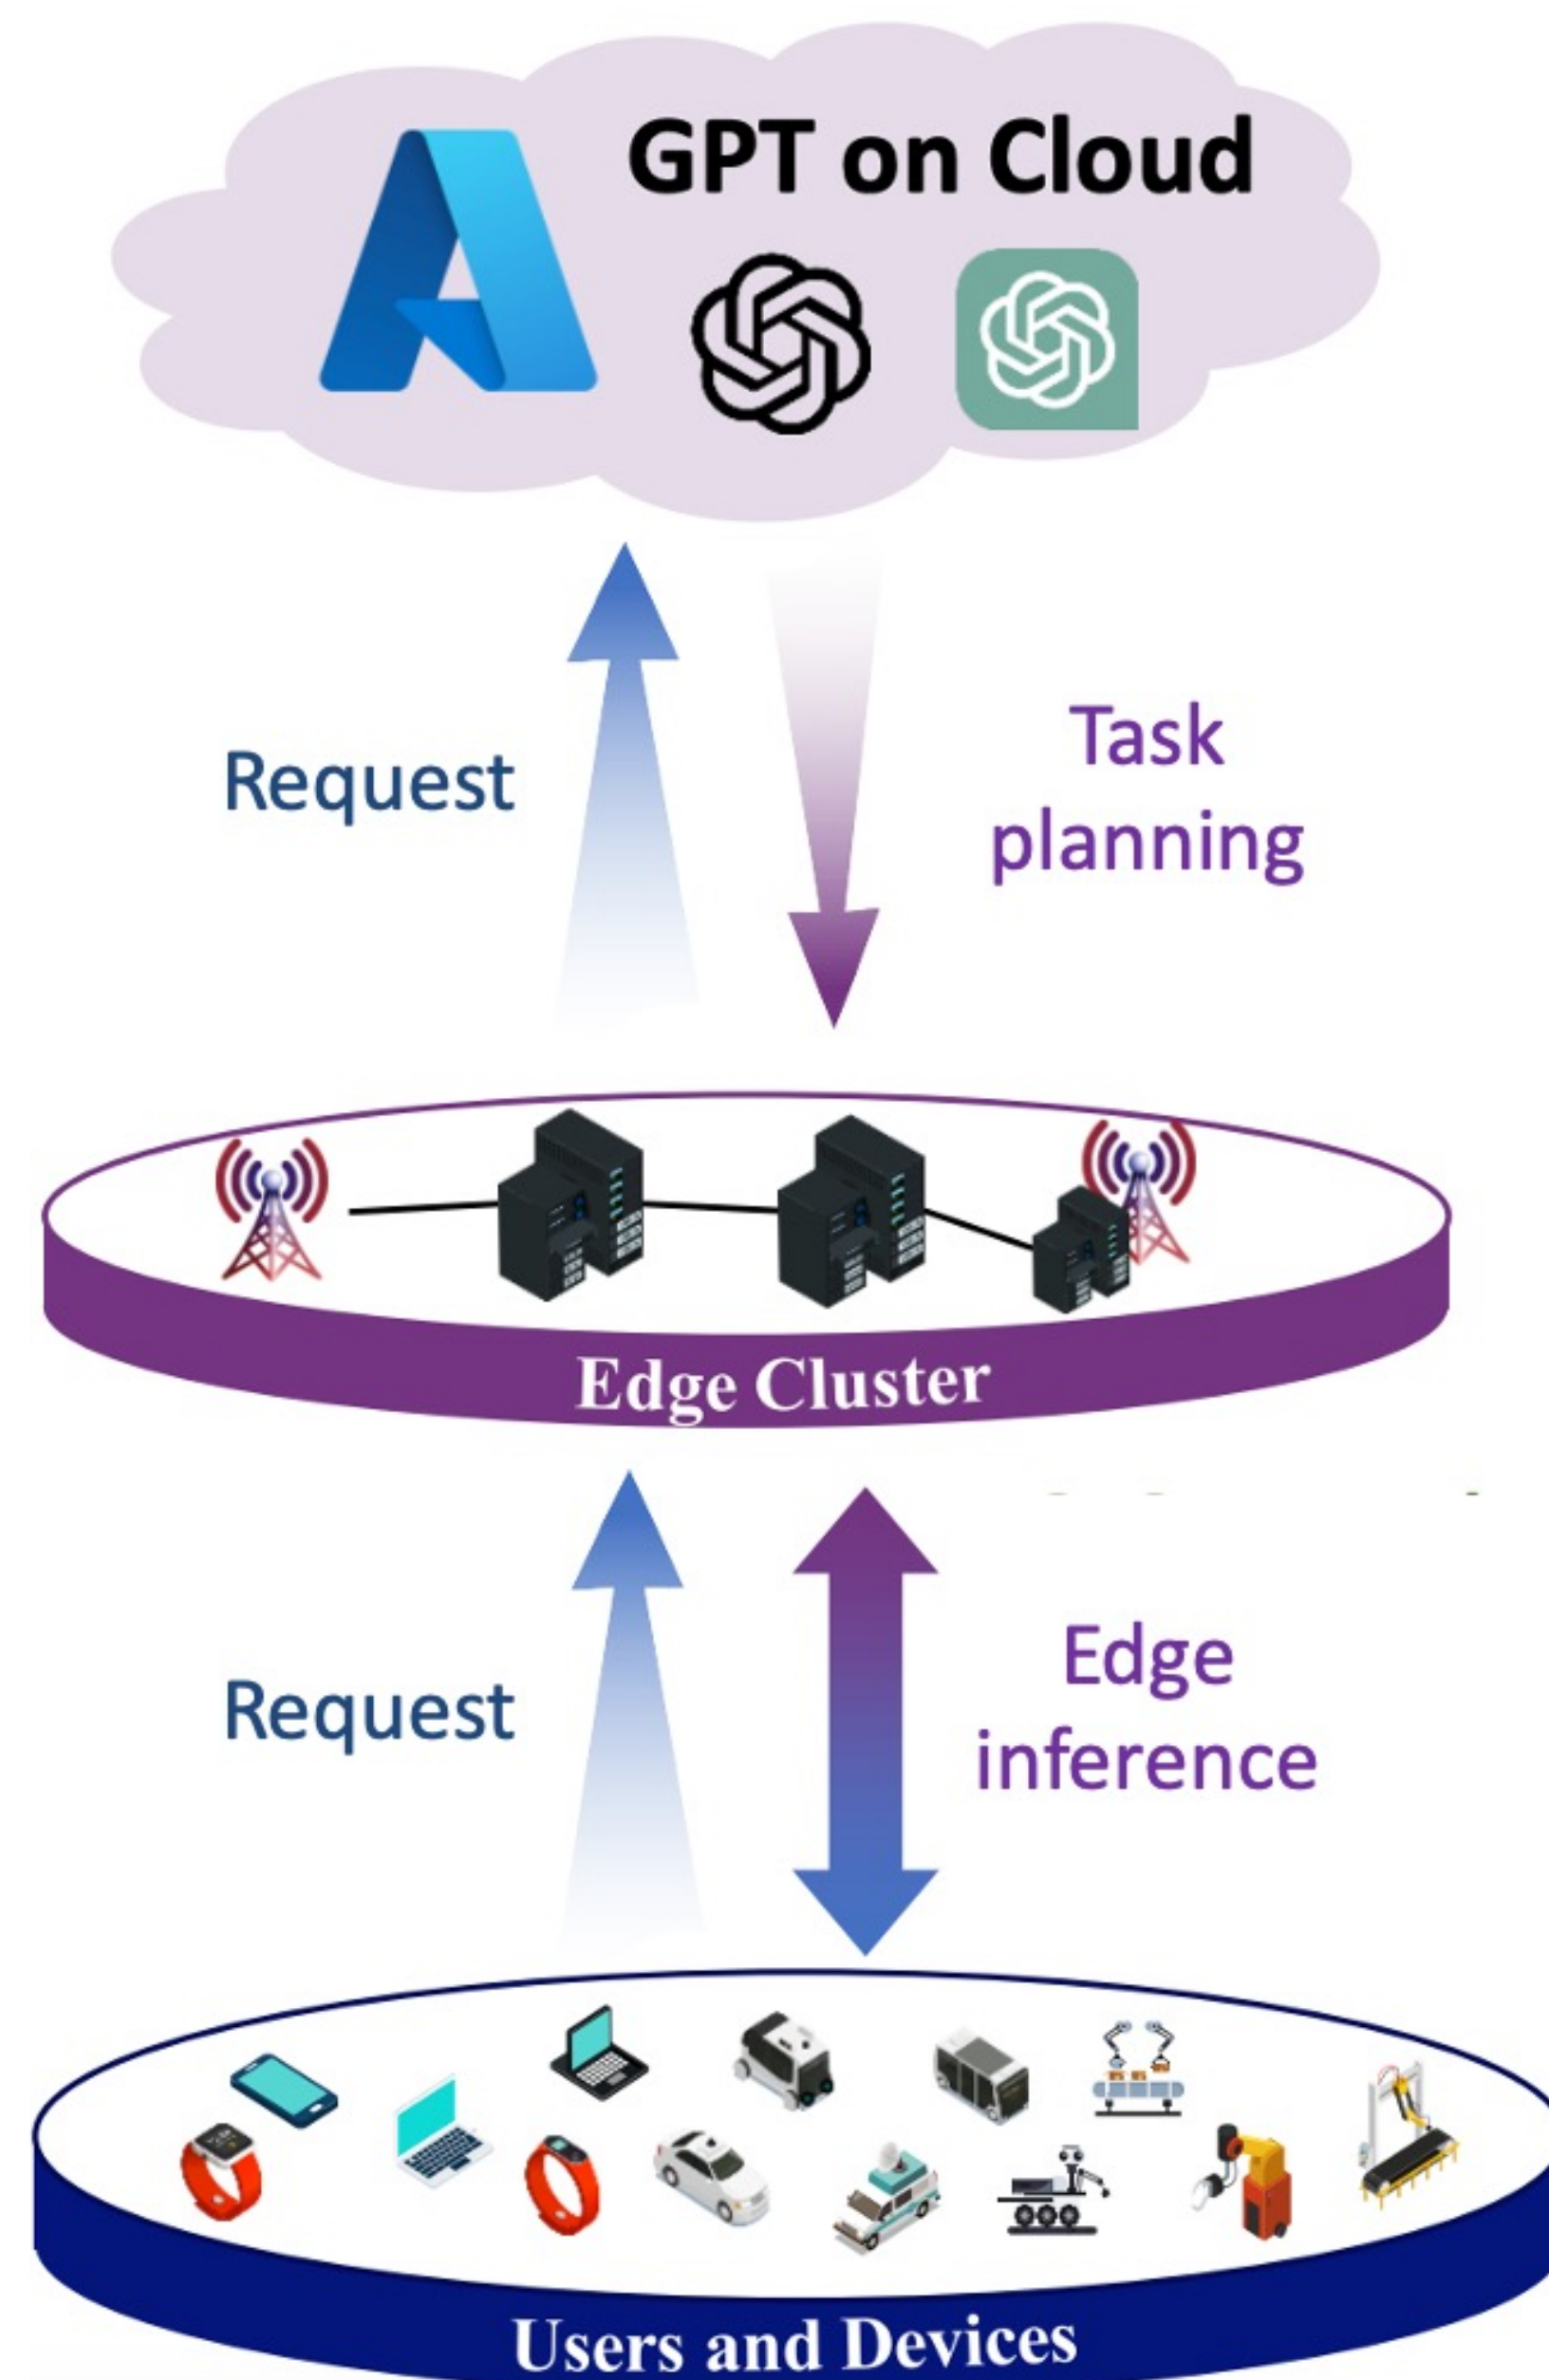 GPT on Cloud
Request
Task
planning
Edge Cluster
Request
Edge
inference
Users and Devices